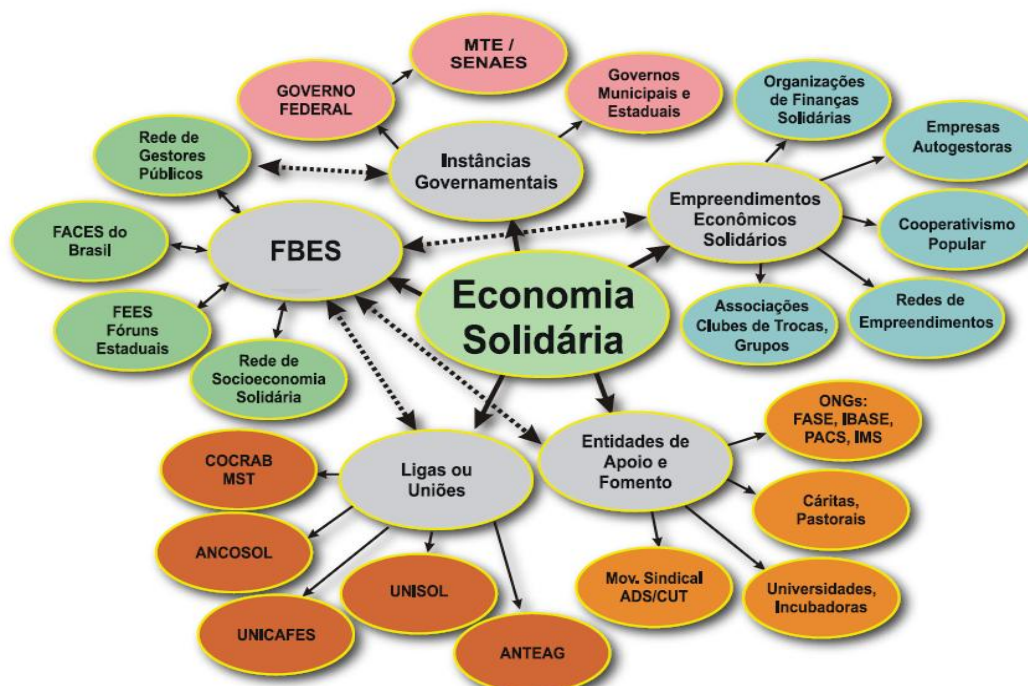 MTE /
SENAES
GOVERNO
FEDERAL
Governos
Municipais e
Estaduais
Organizações
de Finanças
Solidárias
Empresas
Autogestoras
Rede de
Gestores
Públicos
Instâncias
Governamentais
Empreendimentos
Econômicos
Solidários
Cooperativismo
Popular
FACES do
Brasil
FBES
Economia
Solidária
Associações
Clubes de Trocas,
Grupos
Redes de
Empreendimentos
FEES
Fóruns
Estaduais
Rede de
Socioeconomia
Solidária
ONGs:
FASE, IBASE,
PACS, IMS
Ligas ou
Uniões
Entidades de
Apoio e
Fomento
COCRAB
MST
Cáritas,
Pastorais
ANCOSOL
UNISOL
Mov. Sindical
ADS/CUT
Universidades,
Incubadoras
UNICAFES
ANTEAG